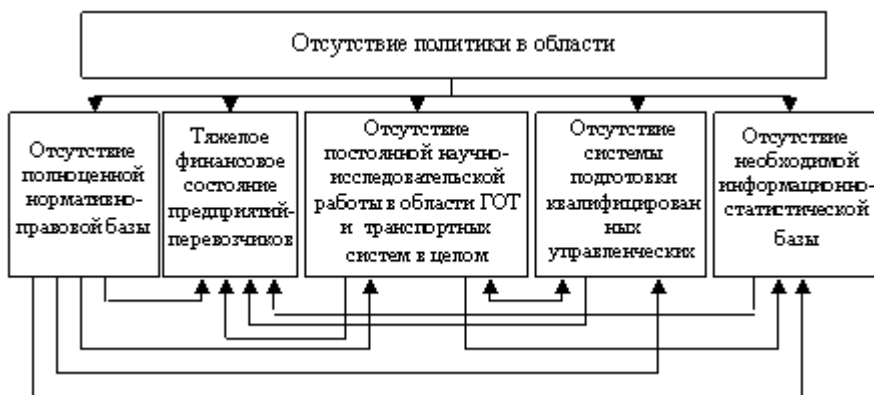 Отсутствие политики в области
Отсутствие
полноценной
нормативно-
правовой базы
Тяжелое
финансовое
состояние
предприятий-
перевозчиков
Отсутствие
постоянной научно-
исследовательской
работы в области ГОТ
и транспортных
систем в целом
Отсутствие
системы
подготовки
квалифицирован
ных
управленческих
Отсутствие
необходимой
информационно-
статистической
базы